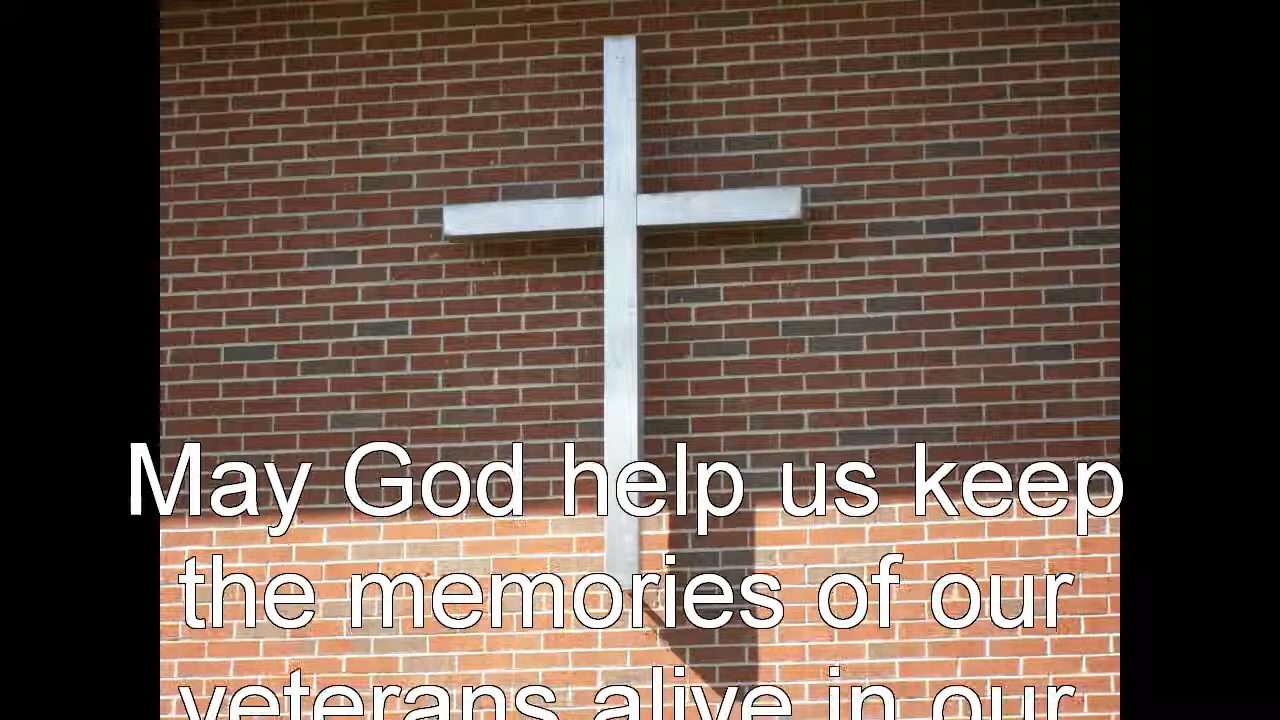 May God help us keep
the memories of our
veterans alive in our